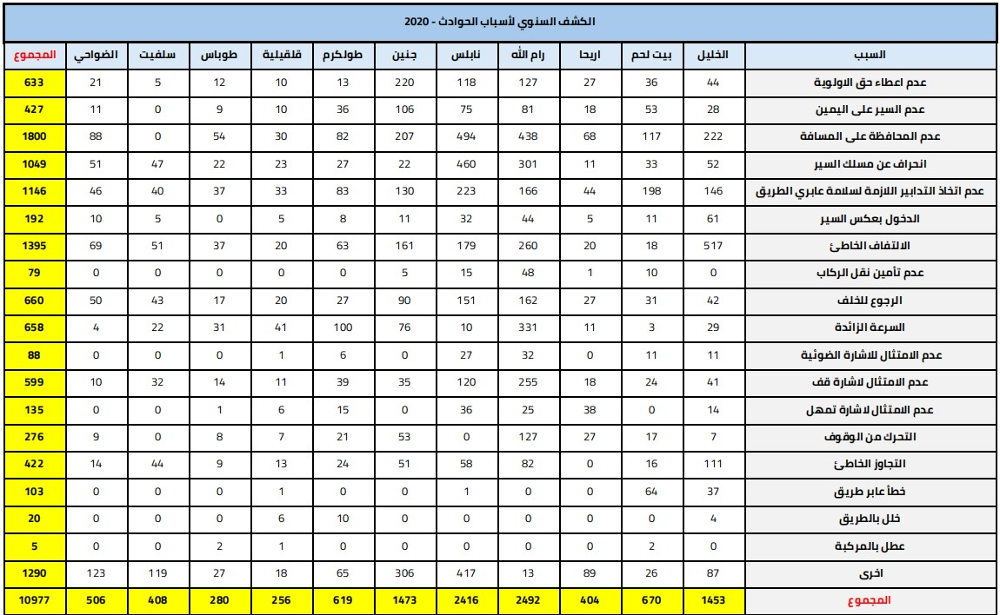 الكشف السنوي لأسباب الحوادث - 2020
السبب الخليل بيت لحم اريحا رام الله نابلس جنين طولكرم قلقيلية طوباس سلفيت الضواحي المجموع
عدم اعطاء حق الاولوية 44 36 27 127 118 220 13 10 12 5 21 633
عدم السير على اليمين 28 53 18 81 75 106 36 10 9 0 11 427
عدم المحافظة على المسافة 222 117 68 438 494 207 82 30 54 0 88 1800
انحراف عن مسلك السير 52 33 11 301 460 22 27 23 22 47 51 1049
عدم اتخاذ التدابير اللازمة لسلامة عابري الطريق 146 198 44 166 223 130 83 33 37 40 46 1146
الدخول بعكس السير 61 11 5 44 32 11 8 5 0 5 10 192
الالتفاف الخاطئ 517 18 20 260 179 161 63 20 37 51 69 1395
عدم تأمين نقل الركاب 0 10 1 48 15 5 0 0 0 0 0 79
الرجوع للخلف 42 31 27 162 151 90 27 20 17 43 50 660
السرعة الزائدة 29 3 11 331 10 76 100 41 31 22 4 658
عدم الامتثال للاشارة الضوئية 11 11 0 32 27 0 6 1 0 0 0 88
عدم الامتثال لاشارة قف 41 24 18 255 120 35 39 11 14 32 10 599
عدم الامتثال لاشارة تمهل 14 0 38 25 36 0 15 6 1 0 0 135
التحرك من الوقوف 7 17 27 127 0 53 21 7 8 0 9 276
التجاوز الخاطئ 111 16 0 82 58 51 24 13 9 44 14 422
خطأ عابر طريق 37 64 0 0 1 0 0 1 0 0 0 103
خلل بالطريق 4 0 0 0 0 0 10 6 0 0 0 20
عطل بالمركبة 0 2 0 0 0 0 0 1 2 0 0 5
اخرى 87 26 89 13 417 306 65 18 27 119 123 1290
المجموع 1453 670 404 2492 2416 1473 619 256 280 408 506 10977